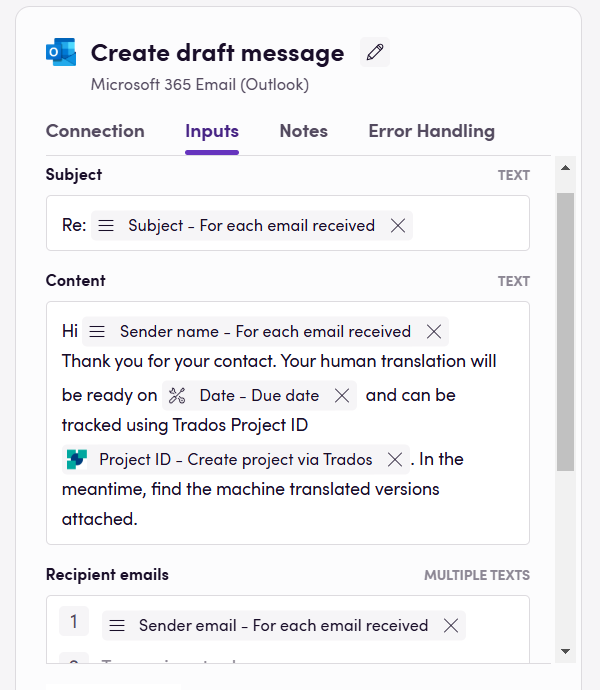 Create draft message
Microsoft 365 Email (Outlook)
Connection Inputs Notes Error Handling
Subject TEXT
Re: Subject - For each email received
Content TEXT
Hi Sender name - For each email received
Thank you for your contact. Your human translation will
be ready on Date - Due date and can be
tracked using Trados Project ID
Project ID - Create project via Trados . In the
meantime, find the machine translated versions
attached.
Recipient emails MULTIPLE TEXTS
1 Sender email - For each email received